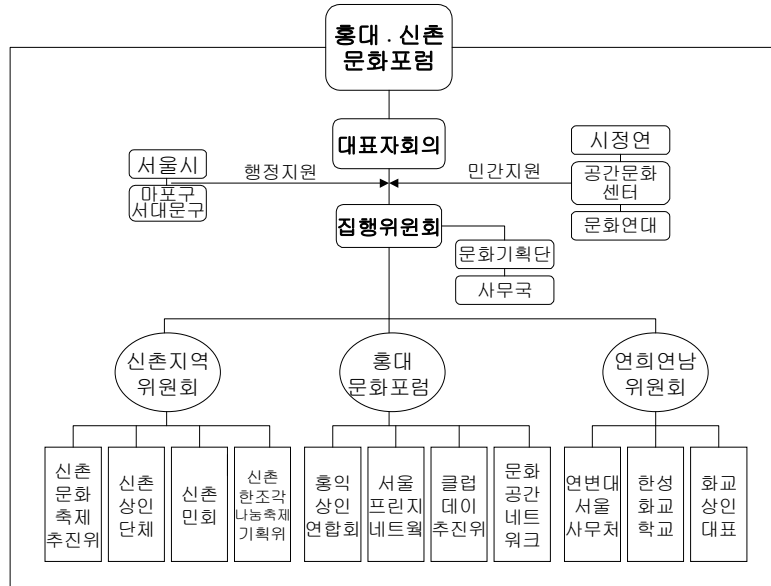 홍대 . 신촌
문화포럼
대표자회의
서울시
행정지원
마포구
서대문구
민간지원
시정연
공간문화
센터
문화연대
집행위원회
문화기획단
사무국
신촌지역
위원회
홍대
문화포럼
연희연남
위원회
신촌
문화
축제
추진위
신촌
상인
단체
신촌
민회
신촌
한조각
나눔축제
기획위
홍익
상인
연합회
서울
프린지
네트웍
클럽
데이
추진위
문화
공간
네트
워크
연변대
서울
사무처
한성
화교
학교
화교
상인
대표